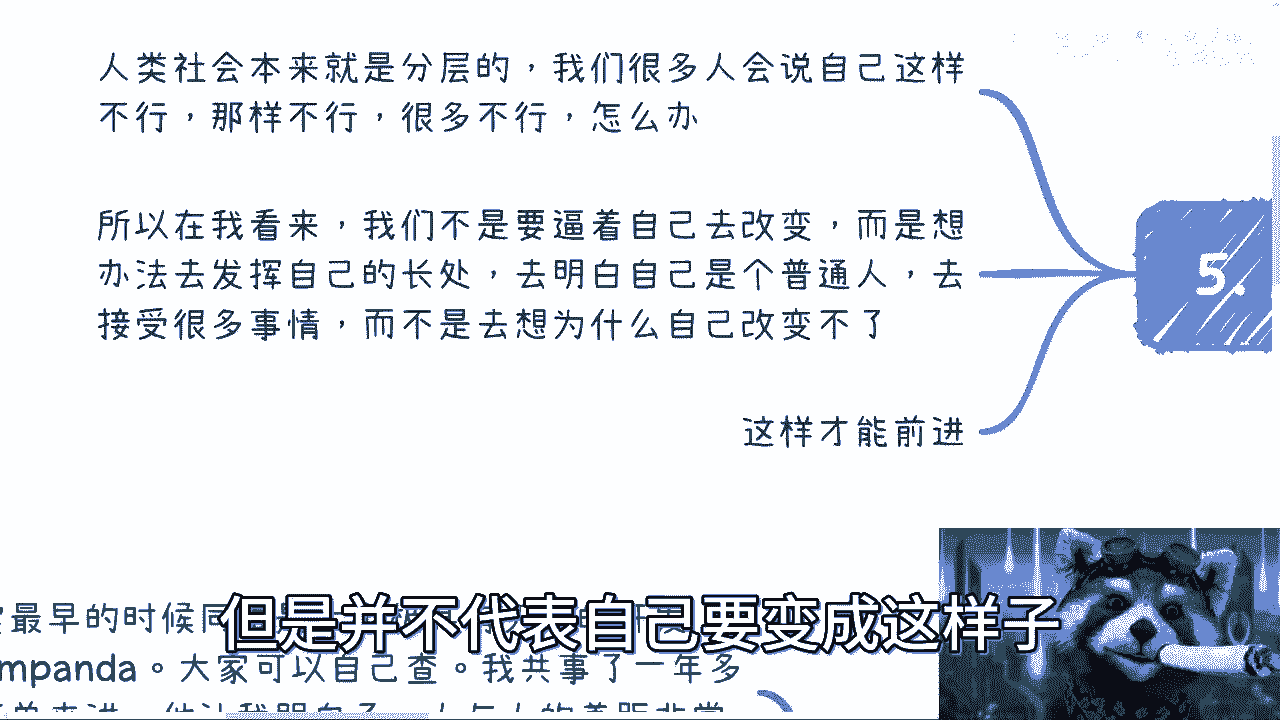 人类社会本来就是分层的，我们很多人会说自己这样
不行，那样不行，很多不行，怎么办
所以在我看来，我们不是要逼着自己去改变，而是想
办法去发挥自己的长处，去明白自己是个普通人，去
接受很多事情，而不是去想为什么自己改变不了
这样才能前进
5.
最早的时候同
但是并不代表自己要变成这样子
mpanda。大家可以自己查。我共事了一年多